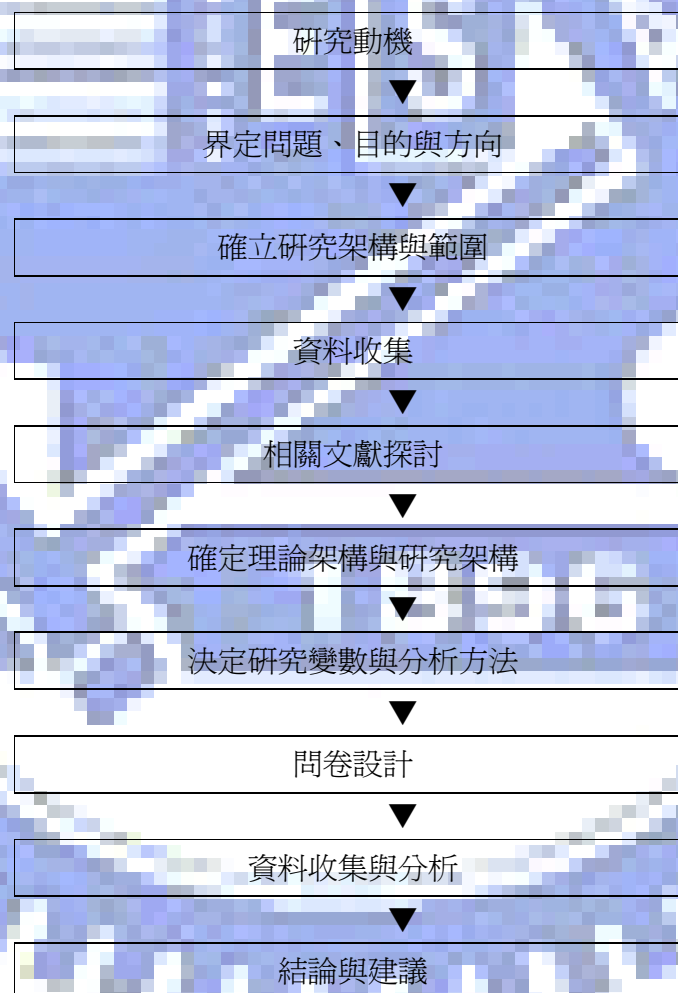 研究動機
界定問題、目的與方向
確立研究架構與範圍
資料收集
相關文獻探討
確定理論架構與研究架構
1996
決定研究變數與分析方法
問卷設計
資料收集與分析
結論與建議